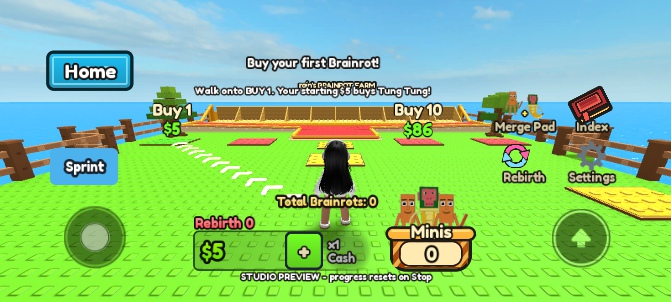 Home
Buy your first Brainrot!
BRAINROT FARM
Walk onto BUY 1. Your starting $5 buys Tung Tung!
Buy 1
$5
Buy 10
$86
Merge Pad
Index
Sprint
Rebirth
Settings
Total Brainrots: 0
Rebirth 0
$5
+
x1
Cash
Minis
0
STUDIO PREVIEW - progress resets on Stop